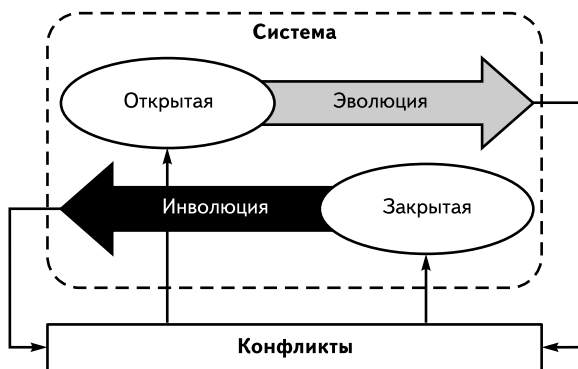 Система
Открытая
Эволюция
Инволюция
Закрытая
Конфликты